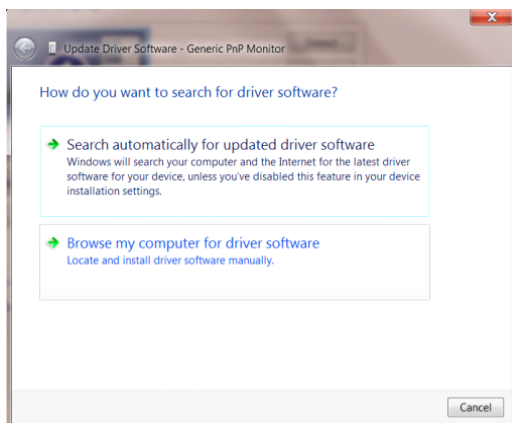 Update Driver Software - Generic PnP Monitor
How do you want to search for driver software?
Search automatically for updated driver software
Windows will search your computer and the Internet for the latest driver
software for your device, unless you've disabled this feature in your device
installation settings.
Browse my computer for driver software
Locate and install driver software manually.
Cancel